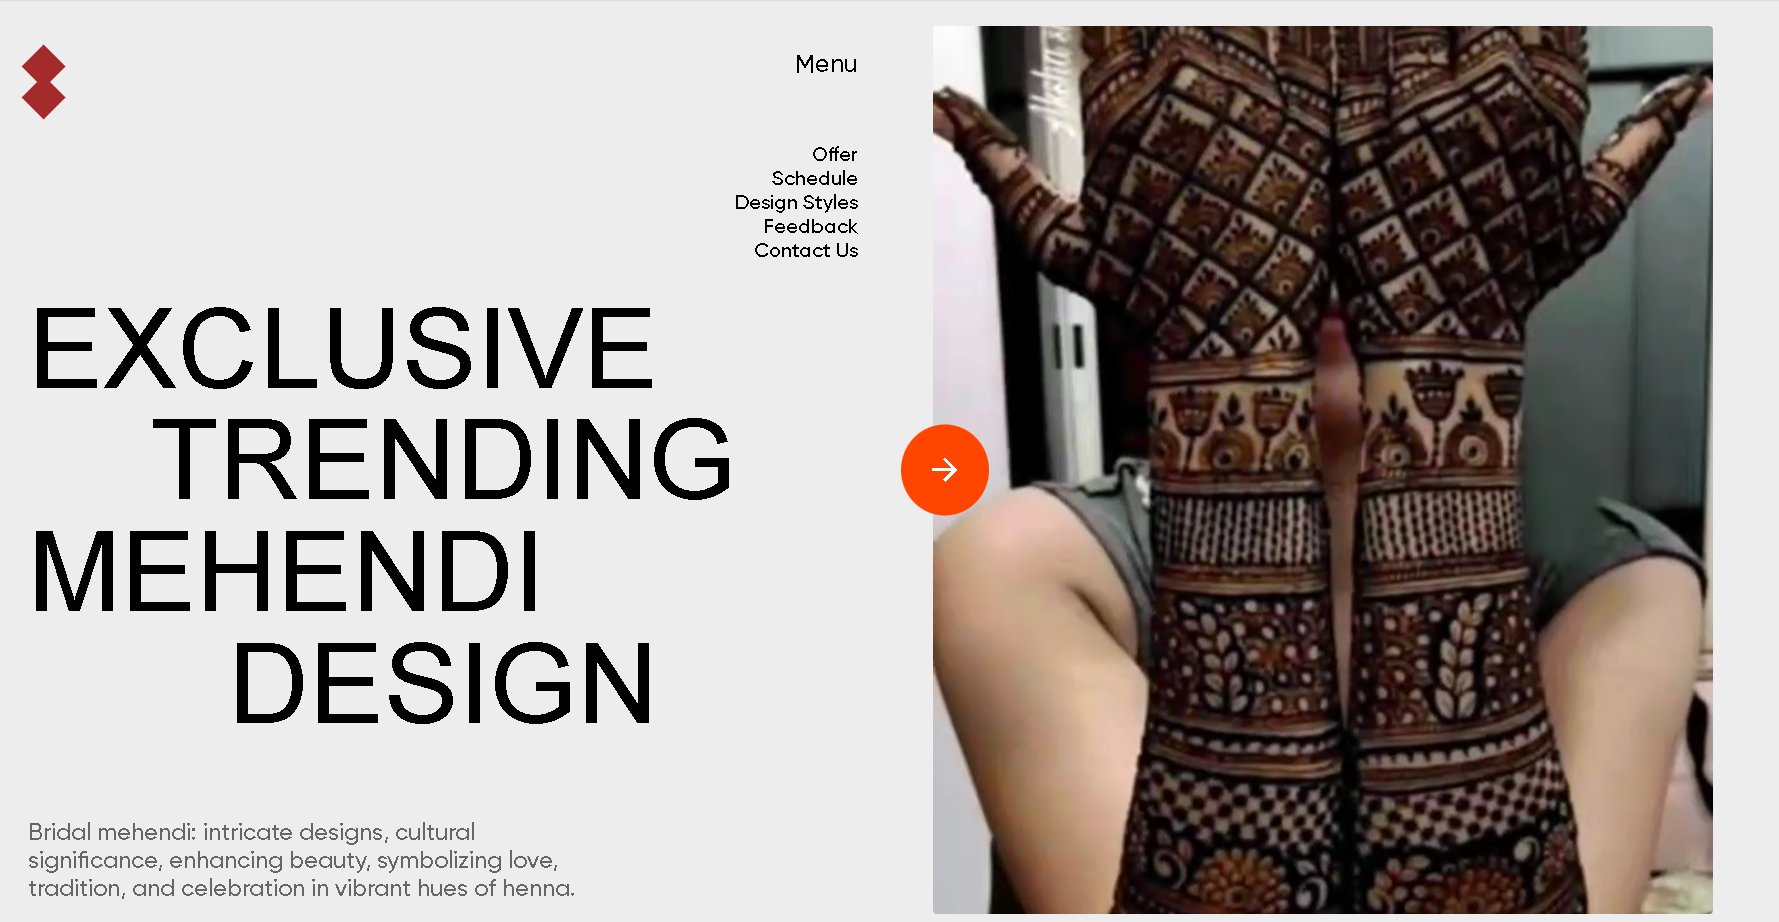 Menu
Offer
Schedule
Design Styles
Feedback
Contact Us
EXCLUSIVE
TRENDING
MEHENDI
DESIGN
Bridal mehendi: intricate designs, cultural
significance, enhancing beauty, symbolizing love,
tradition, and celebration in vibrant hues of henna.